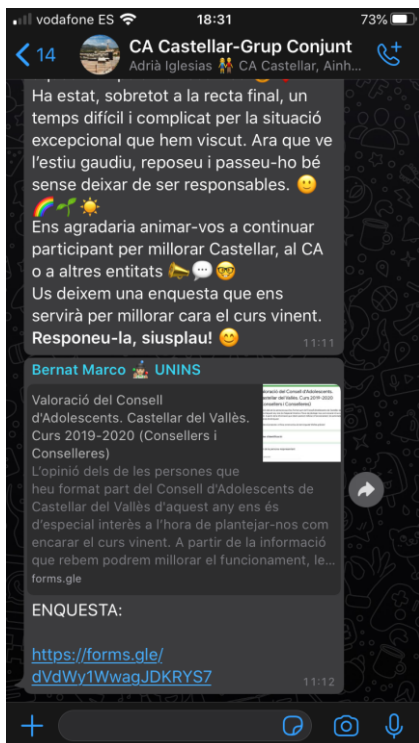 vodafone ES 18:31 73%
14 CA Castellar-Grup Conjunt
Adrià Iglesias 👫 CA Castellar, Ainh...
Ha estat, sobretot a la recta final, un
temps difícil i complicat per la situació
excepcional que hem viscut. Ara que ve
l'estiu gaudiu, reposeu i passeu-ho bé
sense deixar de ser responsables. 🙂
🌈🌱☀️
Ens agradaria animar-vos a continuar
participant per millorar Castellar, al CA
o a altres entitats 📣💬🤓
Us deixem una enquesta que ens
servirà per millorar cara el curs vinent.
Responeu-la, siusplau! 😊 11:11
Bernat Marco UNINS
Valoració del Consell
d'Adolescents. Castellar del Vallès.
Curs 2019-2020 (Consellers i
Conselleres)
L'opinió dels de les persones que
heu format part del Consell d'Adolescents de
Castellar del Vallès d'aquest any ens és
d'especial interès a l'hora de plantejar-nos com
encarar el curs vinent. A partir de la informació
que rebem podrem millorar el funcionament, le...
forms.gle
ENQUESTA:
https://forms.gle/
dVdWy1WwagJDKRYS7 11:12